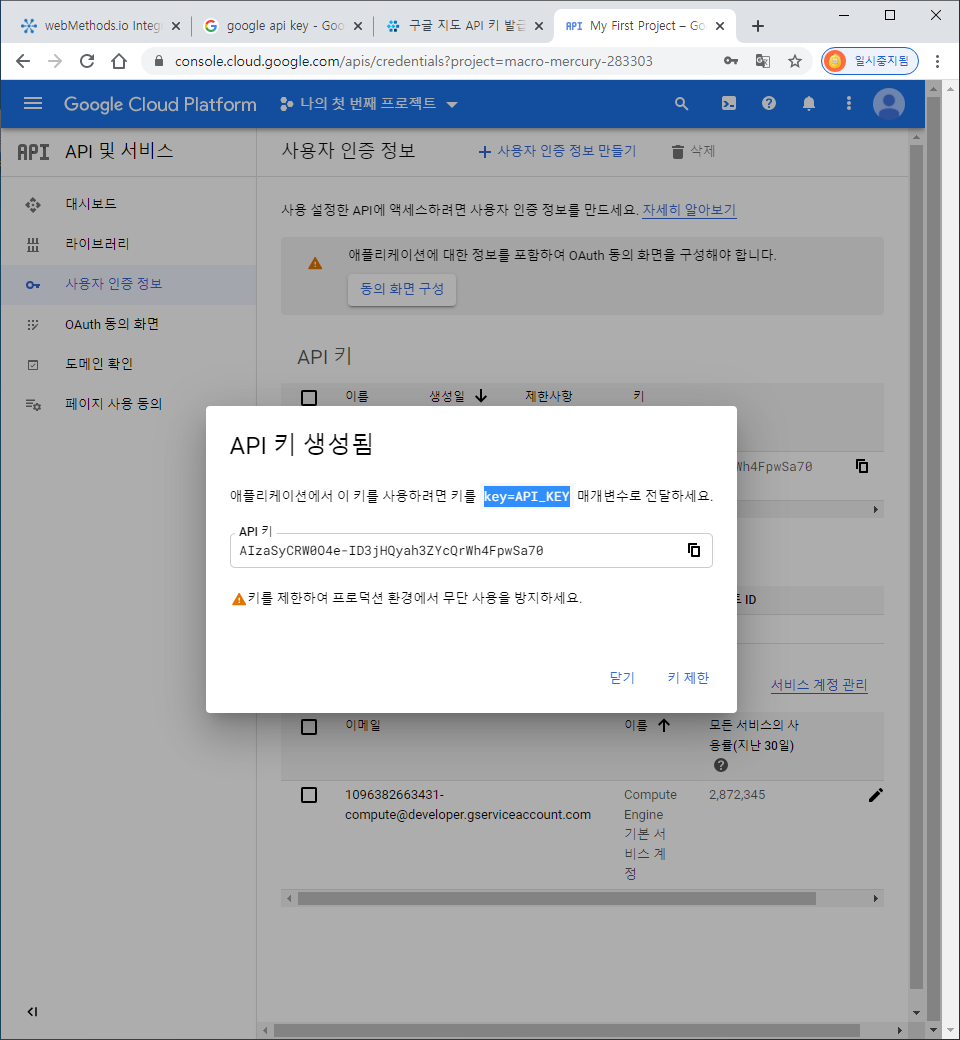 webMethods.io Integ
google api key - Goo
구글 지도 API 키 발급
API My First Project – Go
console.cloud.google.com/apis/credentials?project=macro-mercury-283303
일시중지됨
Google Cloud Platform
나의 첫 번째 프로젝트
API API 및 서비스
사용자 인증 정보
+ 사용자 인증 정보 만들기
삭제
대시보드
라이브러리
사용자 인증 정보
OAuth 동의 화면
도메인 확인
페이지 사용 동의
사용 설정한 API에 액세스하려면 사용자 인증 정보를 만드세요. 자세히 알아보기
애플리케이션에 대한 정보를 포함하여 OAuth 동의 화면을 구성해야 합니다.
동의 화면 구성
API 키
이름 생성일 제한사항 키
Wh4FpwSa70
API 키 생성됨
애플리케이션에서 이 키를 사용하려면 키를 key=API_KEY 매개변수로 전달하세요.
API 키
AIzaSyCRW0O4e-ID3jHQyah3ZYcQrWh4FpwSa70
키를 제한하여 프로덕션 환경에서 무단 사용을 방지하세요.
닫기 키 제한
ID
서비스 계정 관리
이메일 이름 모든 서비스의 사
용률(지난 30일)
1096382663431-
compute@developer.gserviceaccount.com
Compute
Engine
기본 서
비스 계
정
2,872,345